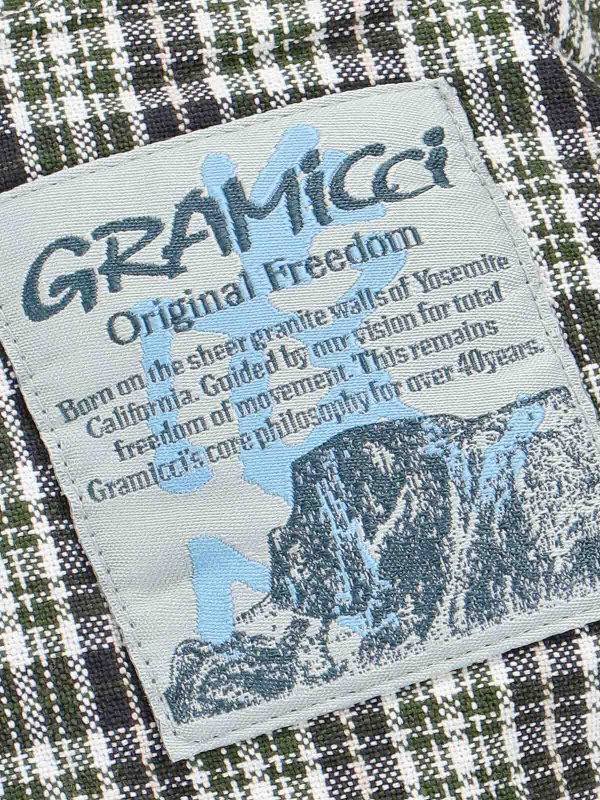 GRAMiCCi
Original Freedom
Born on the sheer granite walls of Yosemite
California. Guided by our vision for total
freedom of movement. This remains
Gramicci's core philosophy for over 40years.